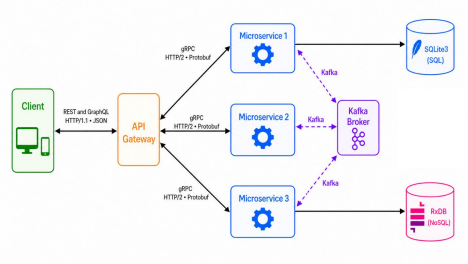 Client
REST and GraphQL
HTTP/1.1 • JSON
API
Gateway
gRPC
HTTP/2 • Protobuf
gRPC
HTTP/2 • Protobuf
gRPC
HTTP/2 • Protobuf
Microservice 1
Microservice 2
Microservice 3
Kafka
Kafka
Kafka
Kafka
Broker
SQLite3
(SQL)
RxDB
(NoSQL)